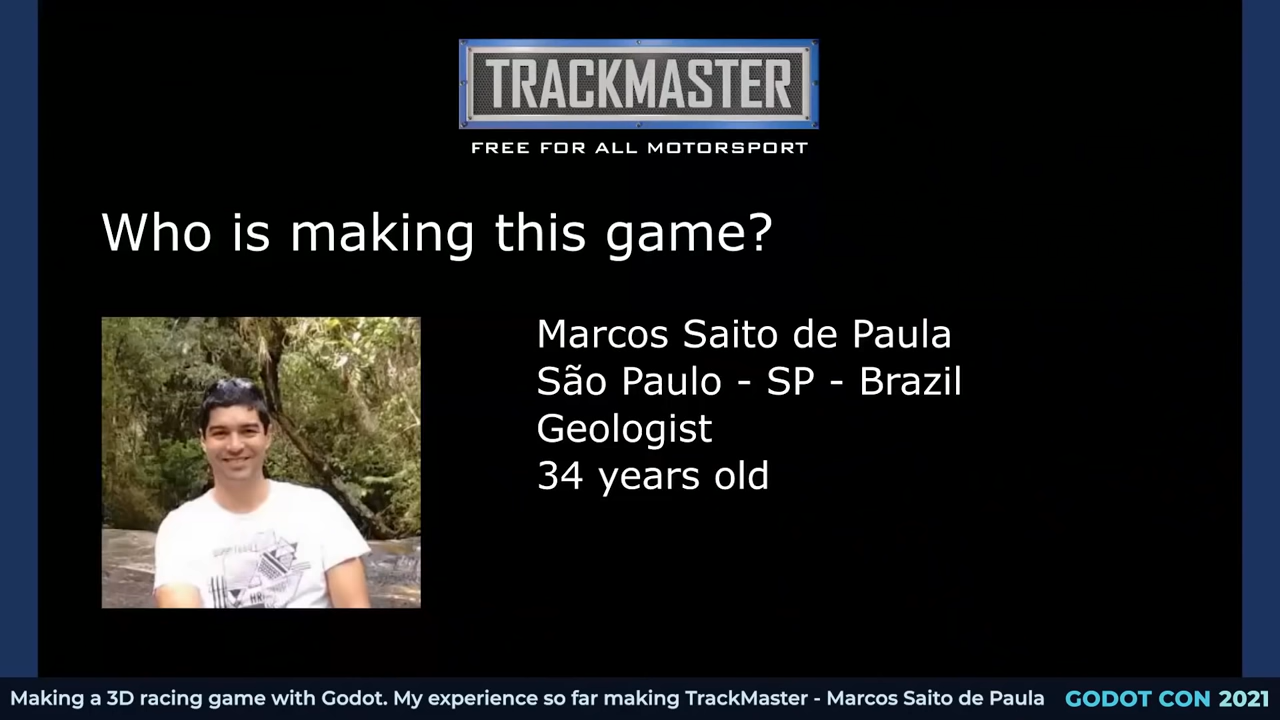 TRACKMASTER
FREE FOR ALL MOTORSPORT
Who is making this game?
Marcos Saito de Paula
São Paulo - SP - Brazil
Geologist
34 years old
Making a 3D racing game with Godot. My experience so far making TrackMaster - Marcos Saito de Paula
GODOT CON 2021